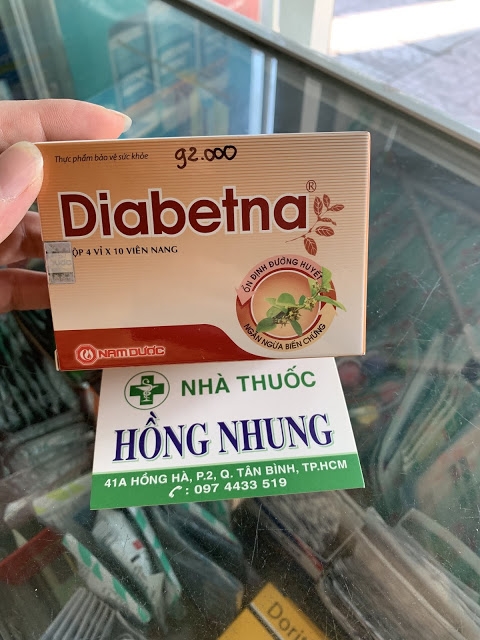 Thực phẩm bảo vệ sức khỏe
92.000
Diabetna®
HỘP 4 VỈ X 10 VIÊN NANG
ỔN ĐỊNH ĐƯỜNG HUYẾT
NGĂN NGỪA BIẾN CHỨNG
NAM DƯỢC
NHÀ THUỐC
HỒNG NHUNG
41A HỒNG HÀ, P.2, Q. TÂN BÌNH, TP.HCM
: 097 4433 519